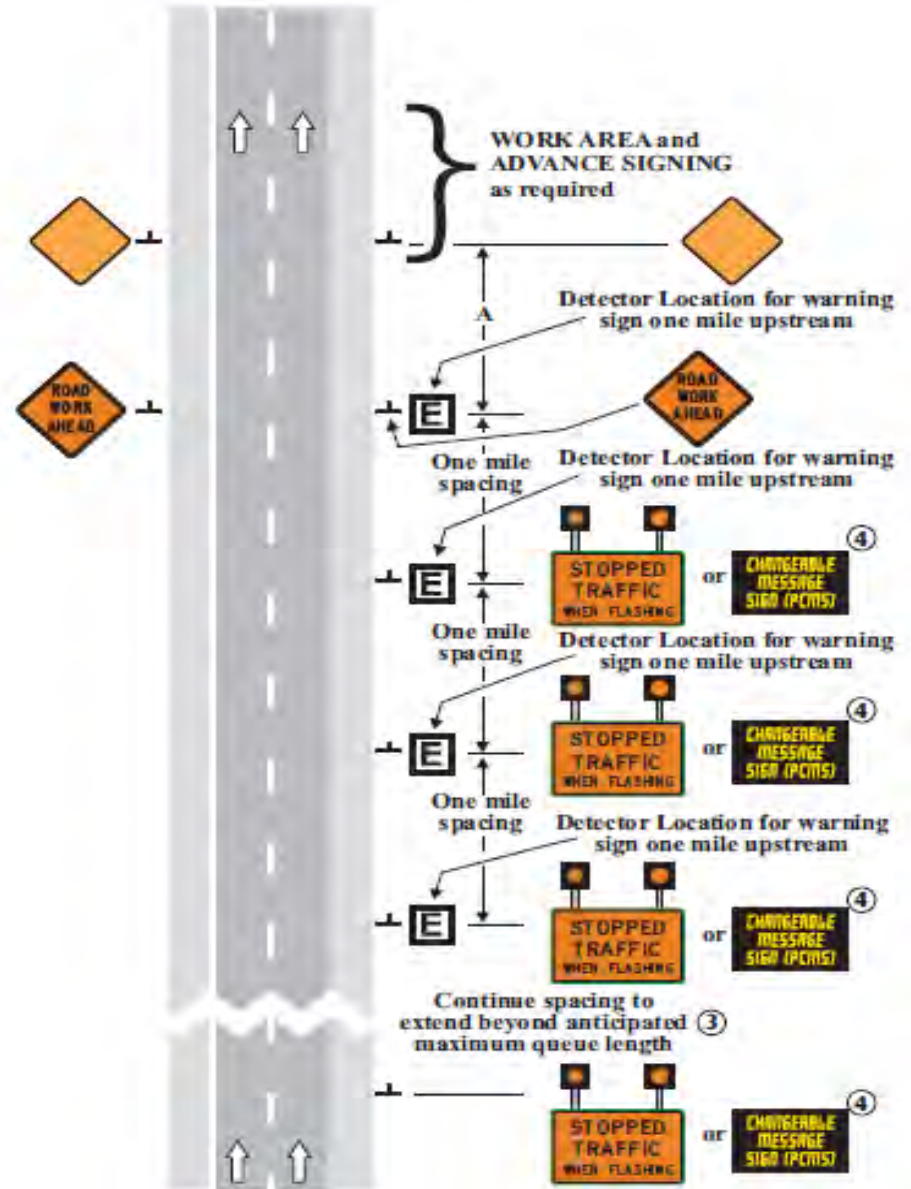 WORK AREA and
ADVANCE SIGNING
as required
A
Detector Location for warning
sign one mile upstream
ROAD
WORK
AHEAD
E
ROAD
WORK
AHEAD
One mile
spacing
Detector Location for warning
sign one mile upstream
E
STOPPED
TRAFFIC
WHEN FLASHING
or
CHANGEABLE
MESSAGE
SIGN (PCMS)
4
One mile
spacing
Detector Location for warning
sign one mile upstream
E
STOPPED
TRAFFIC
WHEN FLASHING
or
CHANGEABLE
MESSAGE
SIGN (PCMS)
4
One mile
spacing
Detector Location for warning
sign one mile upstream
E
STOPPED
TRAFFIC
WHEN FLASHING
or
CHANGEABLE
MESSAGE
SIGN (PCMS)
4
Continue spacing to
extend beyond anticipated 3
maximum queue length
STOPPED
TRAFFIC
WHEN FLASHING
or
CHANGEABLE
MESSAGE
SIGN (PCMS)
4